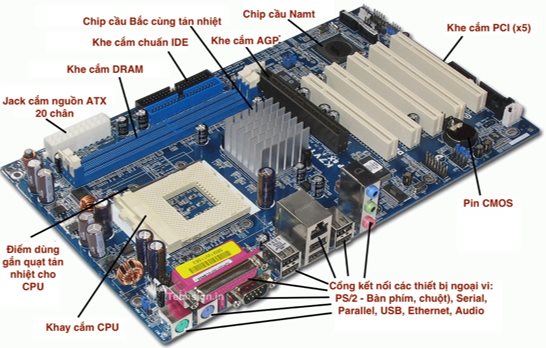 Chip cầu Bắc cùng tản nhiệt
Chip cầu Namt
Khe cắm chuẩn IDE
Khe cắm AGP
Khe cắm PCI (x5)
Khe cắm DRAM
Jack cắm nguồn ATX
20 chân
Pin CMOS
Điểm dùng
gắn quạt tản
nhiệt cho
CPU
Khay cắm CPU
Cổng kết nối các thiết bị ngoại vi:
PS/2 - Bàn phím, chuột), Serial,
Parallel, USB, Ethernet, Audio